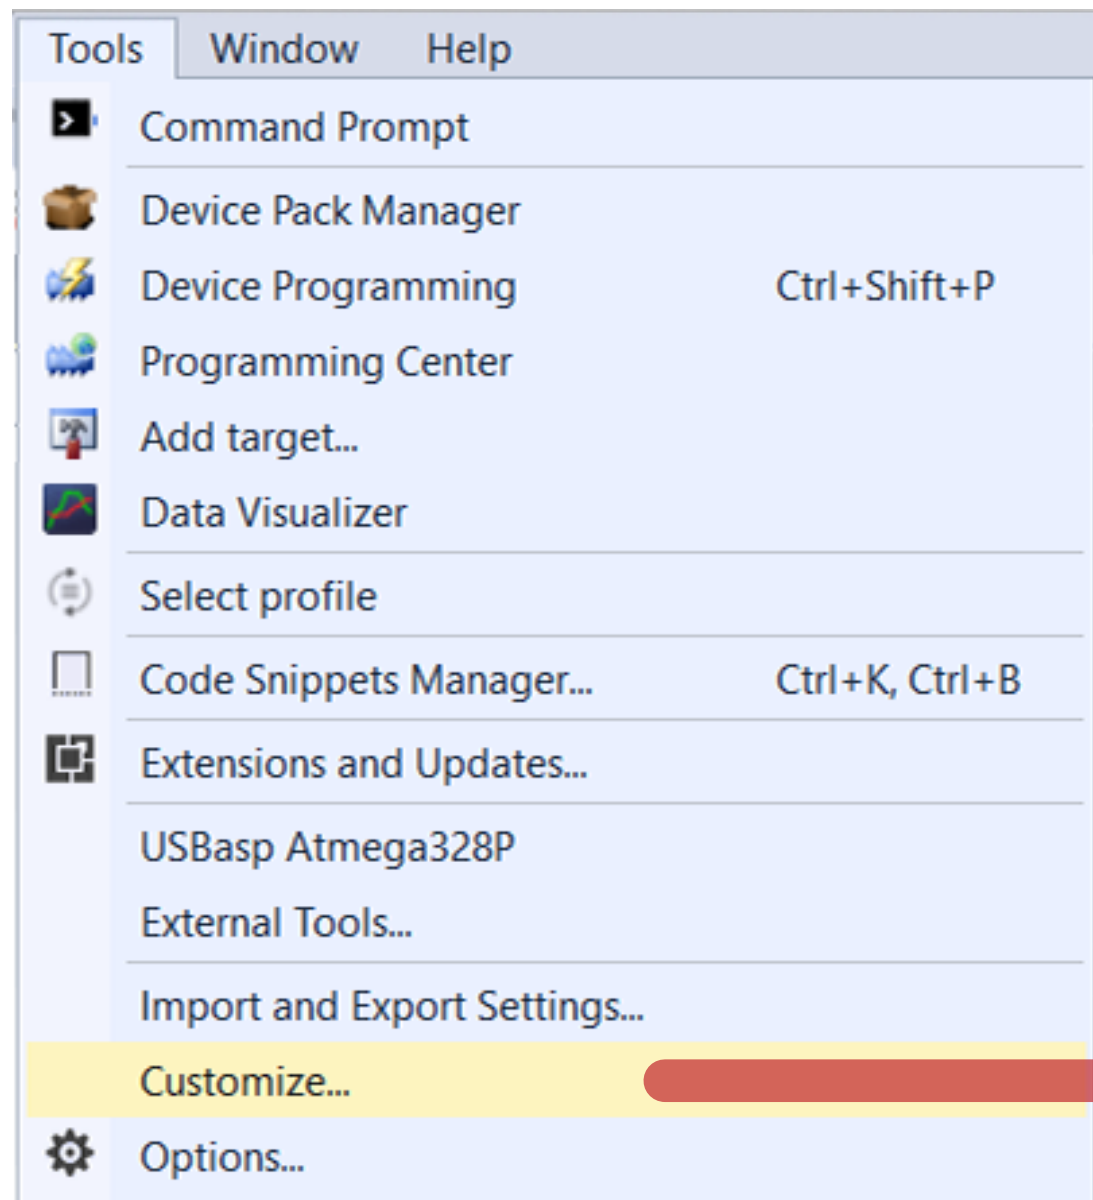 Tools Window Help
Command Prompt
Device Pack Manager
Device Programming Ctrl+Shift+P
Programming Center
Add target...
Data Visualizer
Select profile
Code Snippets Manager... Ctrl+K, Ctrl+B
Extensions and Updates...
USBasp Atmega328P
External Tools...
Import and Export Settings...
Customize...
Options...